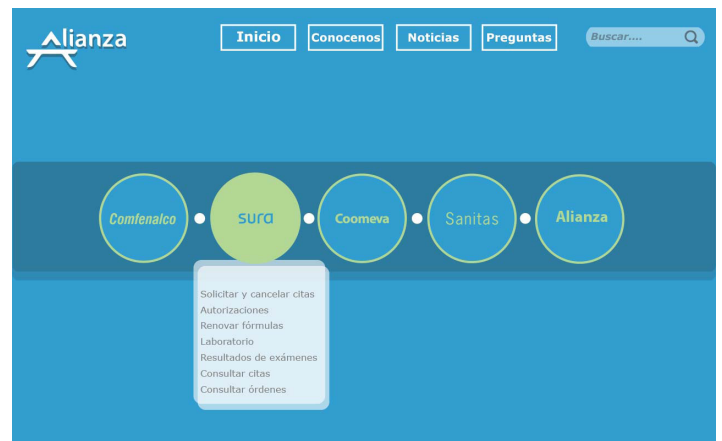 Alianza
Inicio
Conocenos
Noticias
Preguntas
Buscar....
Comfenalco
sura
Coomeva
Sanitas
Alianza
Solicitar y cancelar citas
Autorizaciones
Renovar fórmulas
Laboratorio
Resultados de exámenes
Consultar citas
Consultar órdenes